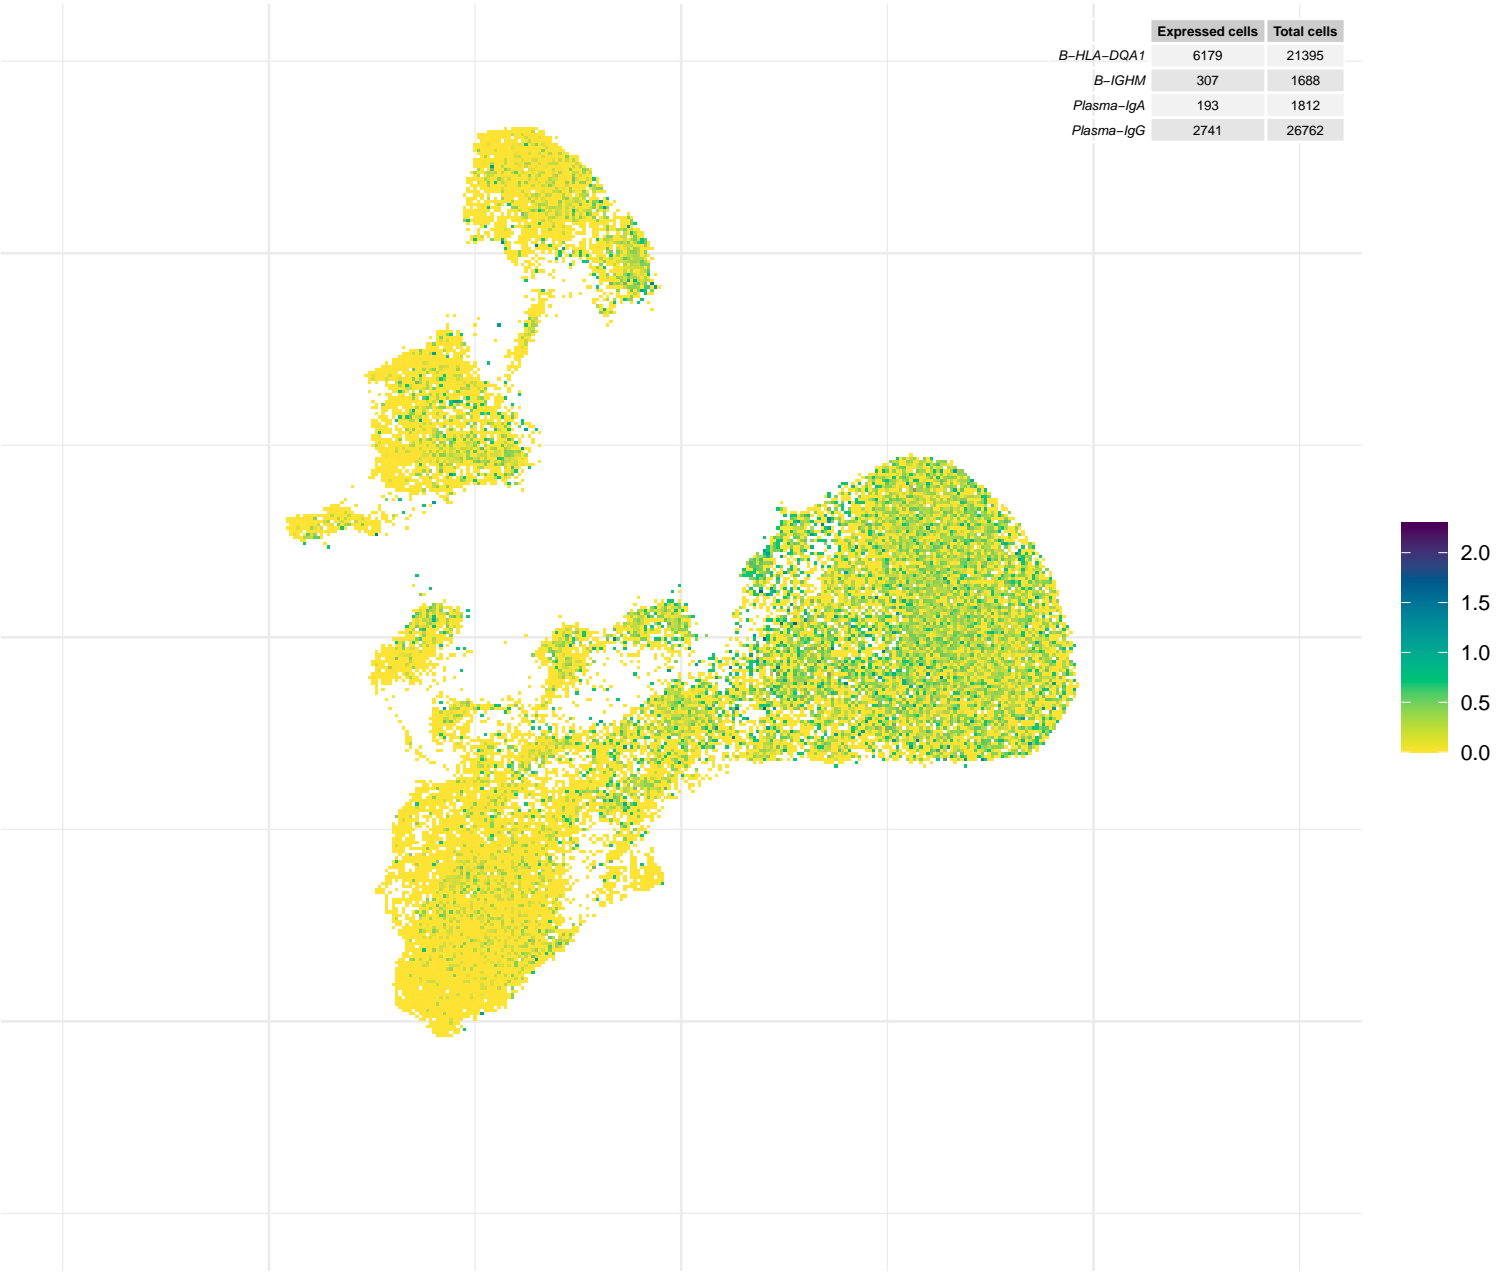 Expressed cells Total cells
B−HLA−DQA1 6179 21395
B−IGHM 307 1688
Plasma−IgA 193 1812
Plasma−IgG 2741 26762
2.0
1.5
1.0
0.5
0.0